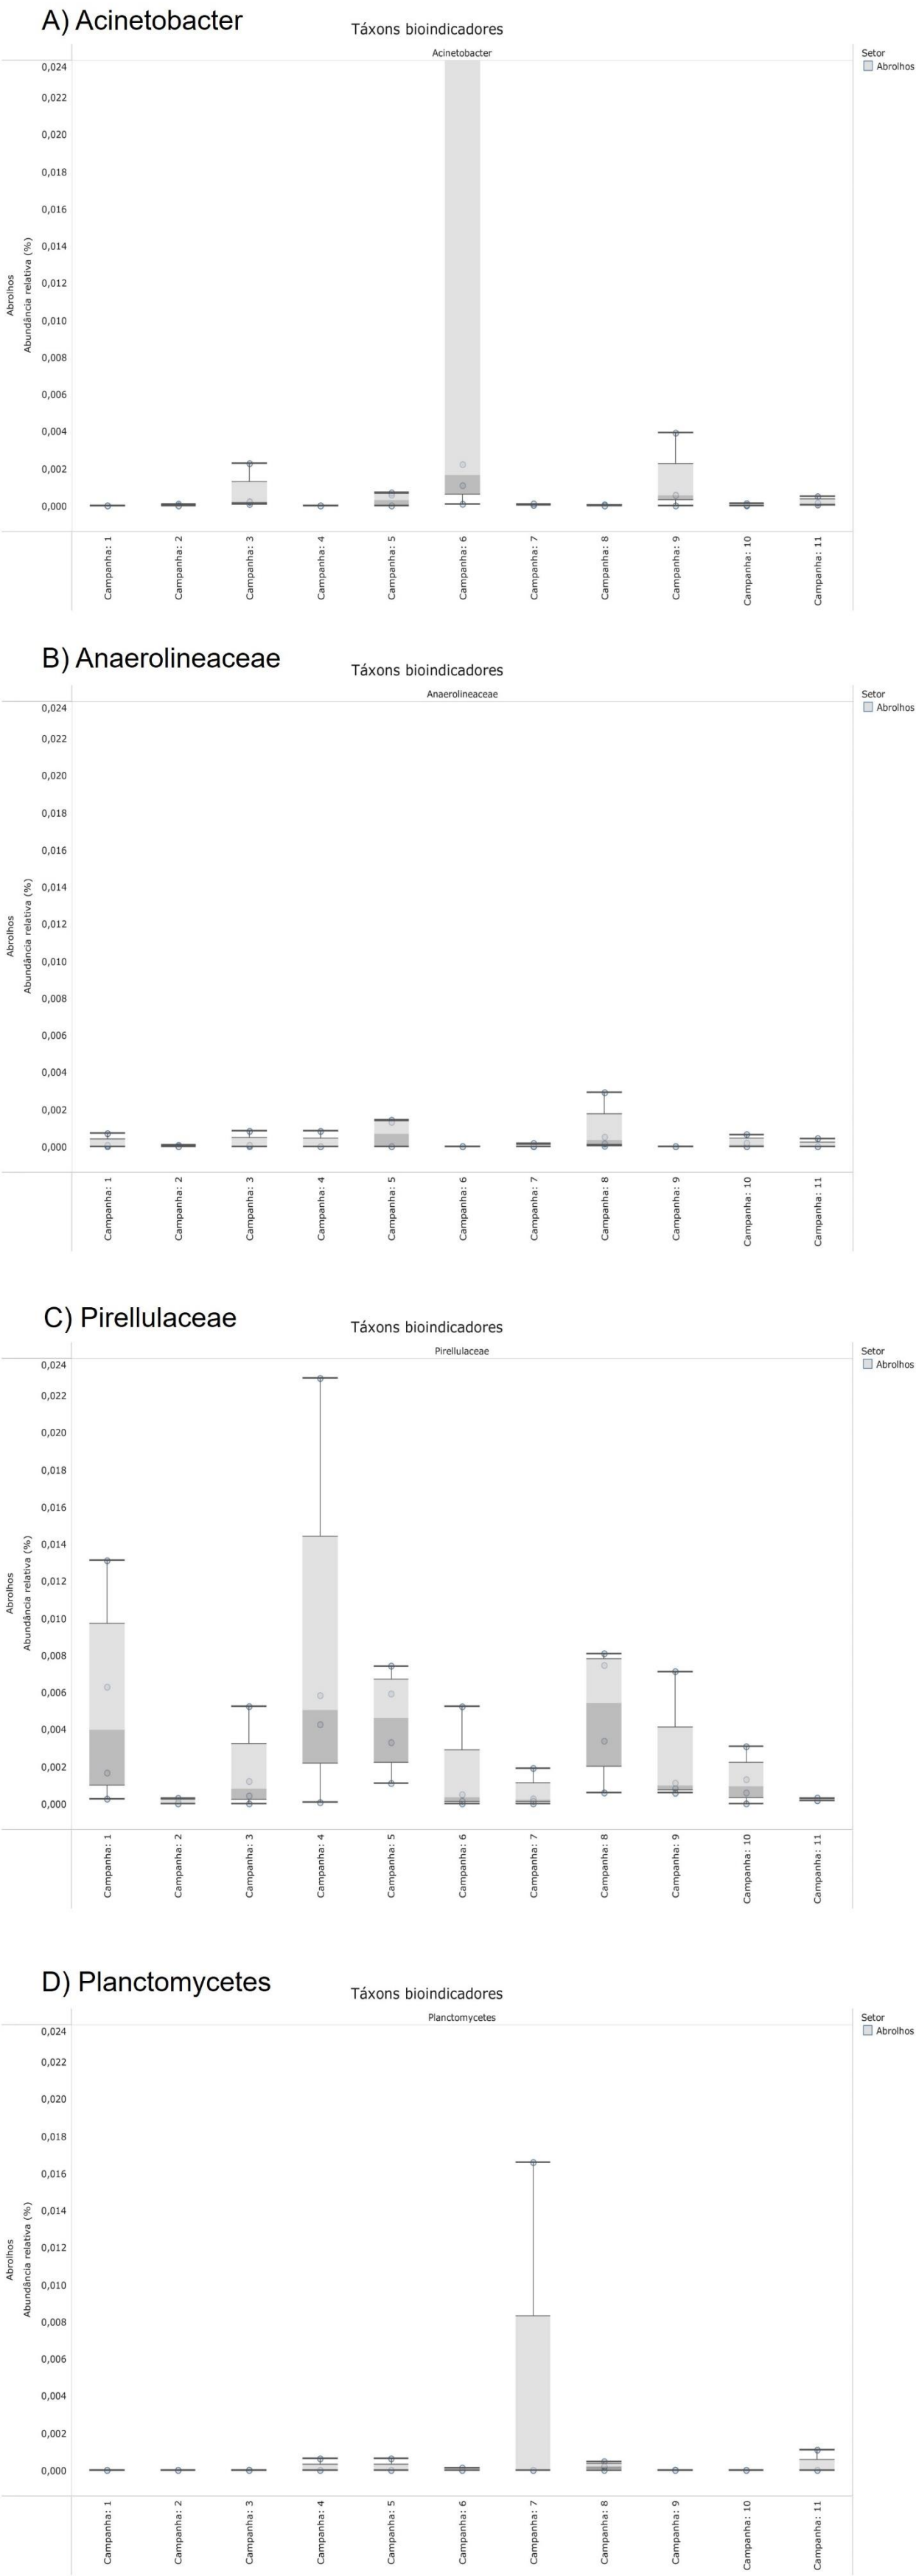 A) Acinetobacter
Táxons bioindicadores
Acinetobacter
Setor
Abrolhos
0,024
0,022
0,020
0,018
0,016
0,014
0,012
0,010
0,008
0,006
0,004
0,002
0,000
Abrolhos
Abundância relativa (%)
Campanha: 1
Campanha: 2
Campanha: 3
Campanha: 4
Campanha: 5
Campanha: 6
Campanha: 7
Campanha: 8
Campanha: 9
Campanha: 10
Campanha: 11
B) Anaerolineaceae
Táxons bioindicadores
Anaerolineaceae
Setor
Abrolhos
0,024
0,022
0,020
0,018
0,016
0,014
0,012
0,010
0,008
0,006
0,004
0,002
0,000
Abrolhos
Abundância relativa (%)
Campanha: 1
Campanha: 2
Campanha: 3
Campanha: 4
Campanha: 5
Campanha: 6
Campanha: 7
Campanha: 8
Campanha: 9
Campanha: 10
Campanha: 11
C) Pirellulaceae
Táxons bioindicadores
Pirellulaceae
Setor
Abrolhos
0,024
0,022
0,020
0,018
0,016
0,014
0,012
0,010
0,008
0,006
0,004
0,002
0,000
Abrolhos
Abundância relativa (%)
Campanha: 1
Campanha: 2
Campanha: 3
Campanha: 4
Campanha: 5
Campanha: 6
Campanha: 7
Campanha: 8
Campanha: 9
Campanha: 10
Campanha: 11
D) Planctomycetes
Táxons bioindicadores
Planctomycetes
Setor
Abrolhos
0,024
0,022
0,020
0,018
0,016
0,014
0,012
0,010
0,008
0,006
0,004
0,002
0,000
Abrolhos
Abundância relativa (%)
Campanha: 1
Campanha: 2
Campanha: 3
Campanha: 4
Campanha: 5
Campanha: 6
Campanha: 7
Campanha: 8
Campanha: 9
Campanha: 10
Campanha: 11